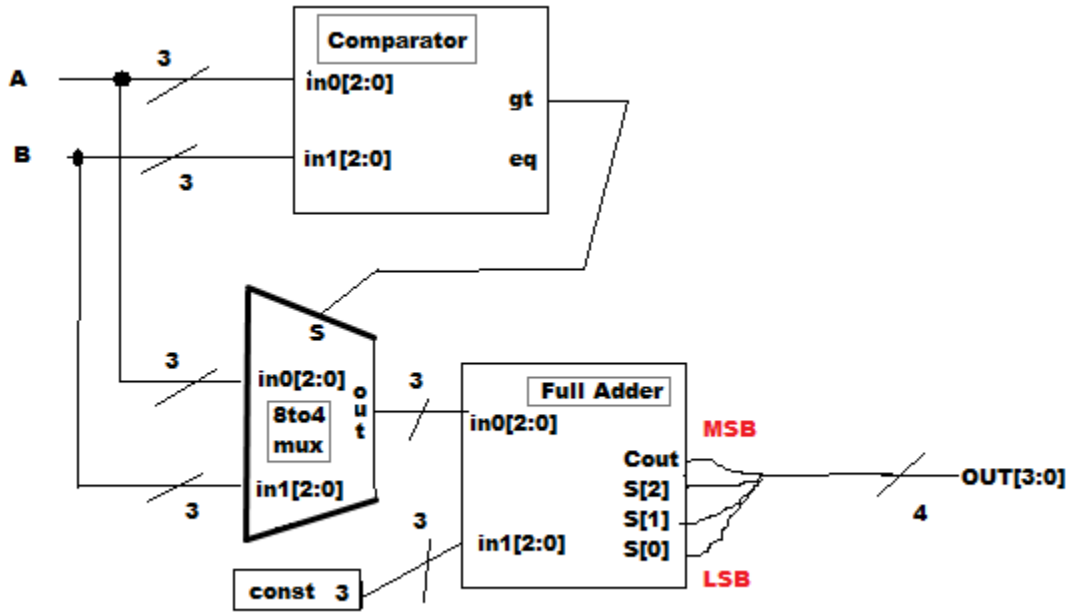 Comparator
3
A
in0[2:0]
gt
B
in1[2:0]
eq
3
S
3
in0[2:0]
out
3
Full Adder
8to4
mux
in0[2:0]
MSB
Cout
OUT[3:0]
in1[2:0]
S[2]
3
3
S[1]
4
in1[2:0]
S[0]
const 3
LSB